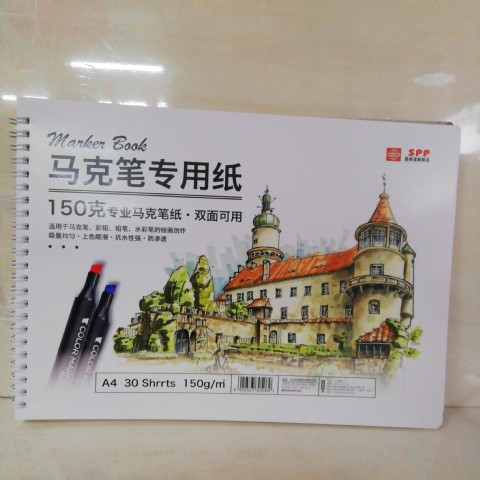 Marker Book
马克笔专用纸
150克专业马克笔纸·双面可用
适用于马克笔、彩铅、铅笔、水彩笔的绘画创作
吸墨均匀·上色顺滑·抗水性强·防渗透
SPP
COLOR MA
COLOR
A4 30 Shrrts 150g/㎡